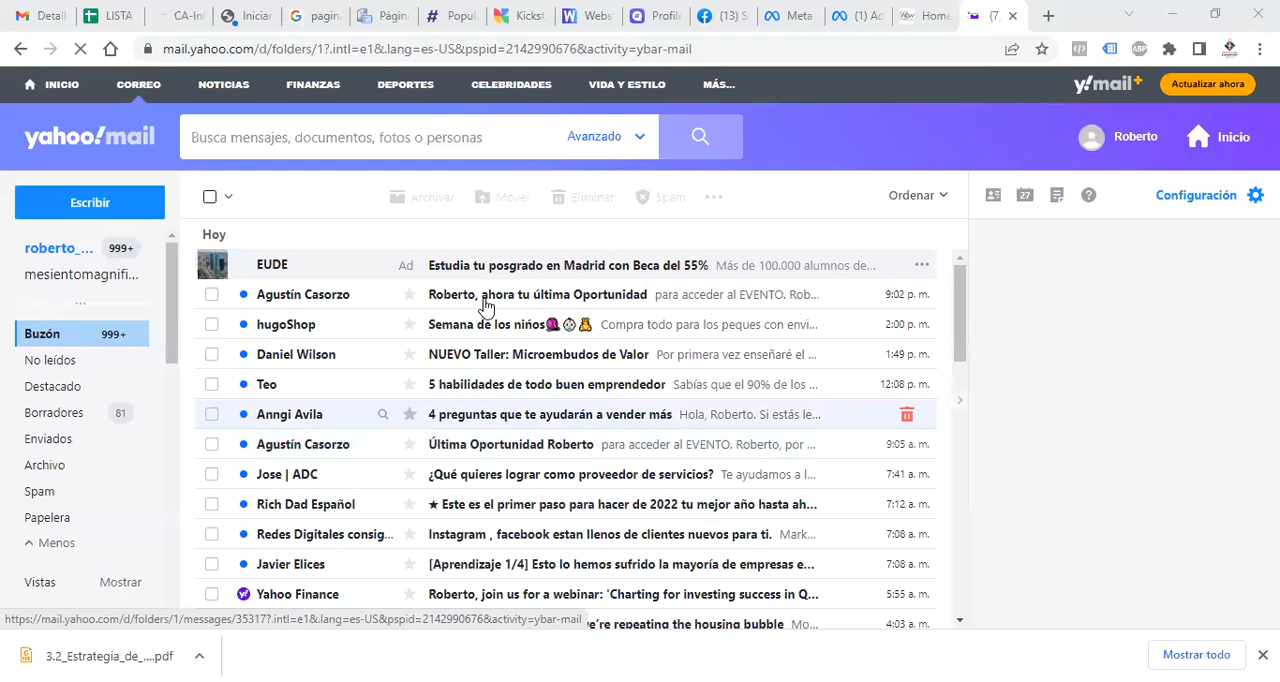 Detall
LISTA
CA-Ini
Iniciar
pagin
Págin
Popul
Kickst
Webs
Profile
(13) S
Meta
(1) Ac
Home
(7,
mail.yahoo.com/d/folders/1?.intl=e1&.lang=es-US&pspid=2142990676&activity=ybar-mail
INICIO CORREO NOTICIAS FINANZAS DEPORTES CELEBRIDADES VIDA Y ESTILO MÁS...
y!mail+ Actualizar ahora
yahoo!mail
Busca mensajes, documentos, fotos o personas Avanzado
Roberto Inicio
Escribir
Archivar Mover Eliminar Spam ... Ordenar
27 Configuración
roberto_... 999+
mesientomagnifi...
...
Buzón 999+
No leídos
Destacado
Borradores 81
Enviados
Archivo
Spam
Papelera
Menos
Vistas Mostrar
Hoy
EUDE Ad Estudia tu posgrado en Madrid con Beca del 55% Más de 100.000 alumnos de... ...
Agustín Casorzo Roberto, ahora tu última Oportunidad para acceder al EVENTO. Rob... 9:02 p. m.
hugoShop Semana de los niños Compra todo para los peques con envi... 2:00 p. m.
Daniel Wilson NUEVO Taller: Microembudos de Valor Por primera vez enseñaré el ... 1:49 p. m.
Teo 5 habilidades de todo buen emprendedor Sabías que el 90% de los ... 12:08 p. m.
Anngi Avila 4 preguntas que te ayudarán a vender más Hola, Roberto. Si estás le...
Agustín Casorzo Última Oportunidad Roberto para acceder al EVENTO. Roberto, por ... 9:05 a. m.
Jose | ADC ¿Qué quieres lograr como proveedor de servicios? Te ayudamos a l... 7:41 a. m.
Rich Dad Español ★ Este es el primer paso para hacer de 2022 tu mejor año hasta ah... 7:12 a. m.
Redes Digitales consig... Instagram , facebook estan llenos de clientes nuevos para ti. Mark... 7:08 a. m.
Javier Elices [Aprendizaje 1/4] Esto lo hemos sufrido la mayoría de empresas e... 7:08 a. m.
Yahoo Finance Roberto, join us for a webinar: 'Charting for investing success in Q... 5:55 a. m.
https://mail.yahoo.com/d/folders/1/messages/35317?.intl=e1&.lang=es-US&pspid=2142990676&activity=ybar-mail
we're repeating the housing bubble Mo... 4:03 a. m.
3.2_Estrategia_de_....pdf
Mostrar todo